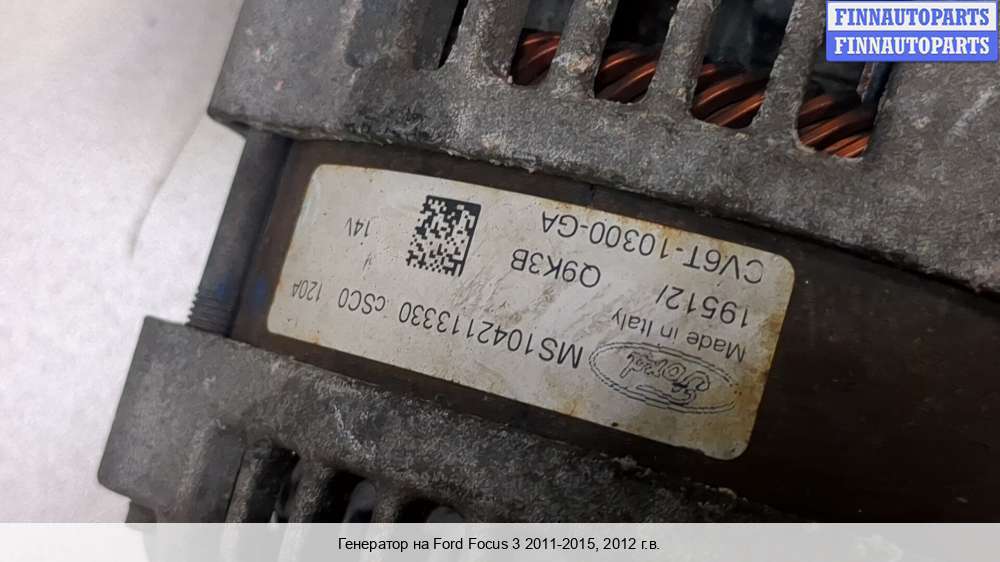 FINNAUTOPARTS
FINNAUTOPARTS
Ford
MS1042113330 cSC0 120A
Made in Italy
19512/
Q9K3B
14V
CV6T-10300-GA
Генератор на Ford Focus 3 2011-2015, 2012 г.в.